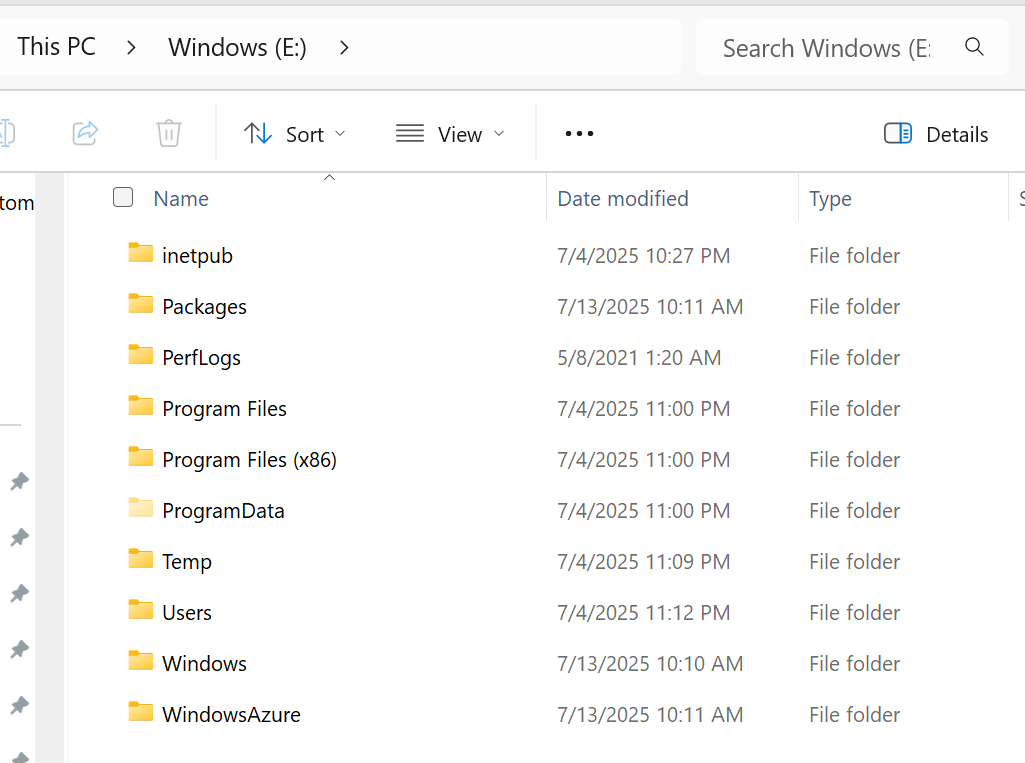 This PC > Windows (E:) > Search Windows (E:
Sort View ••• Details
tom
Name Date modified Type
inetpub 7/4/2025 10:27 PM File folder
Packages 7/13/2025 10:11 AM File folder
PerfLogs 5/8/2021 1:20 AM File folder
Program Files 7/4/2025 11:00 PM File folder
Program Files (x86) 7/4/2025 11:00 PM File folder
ProgramData 7/4/2025 11:00 PM File folder
Temp 7/4/2025 11:09 PM File folder
Users 7/4/2025 11:12 PM File folder
Windows 7/13/2025 10:10 AM File folder
WindowsAzure 7/13/2025 10:11 AM File folder